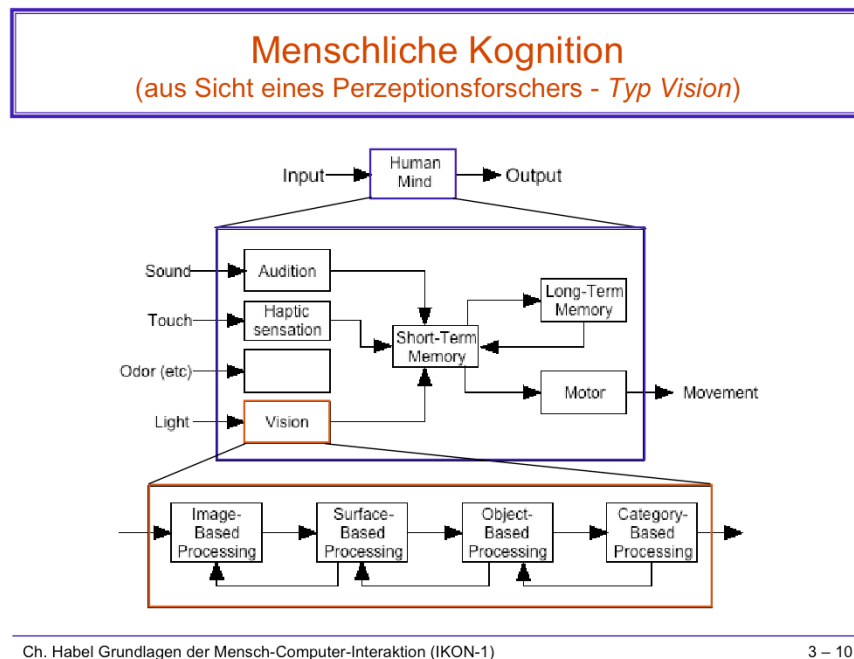 Menschliche Kognition
(aus Sicht eines Perzeptionsforschers - Typ Vision)
Input
Human
Mind
Output
Sound
Audition
Touch
Haptic
sensation
Odor (etc)
Light
Vision
Short-Term
Memory
Long-Term
Memory
Motor
Movement
Image-
Based
Processing
Surface-
Based
Processing
Object-
Based
Processing
Category-
Based
Processing
Ch. Habel Grundlagen der Mensch-Computer-Interaktion (IKON-1)
3 – 10